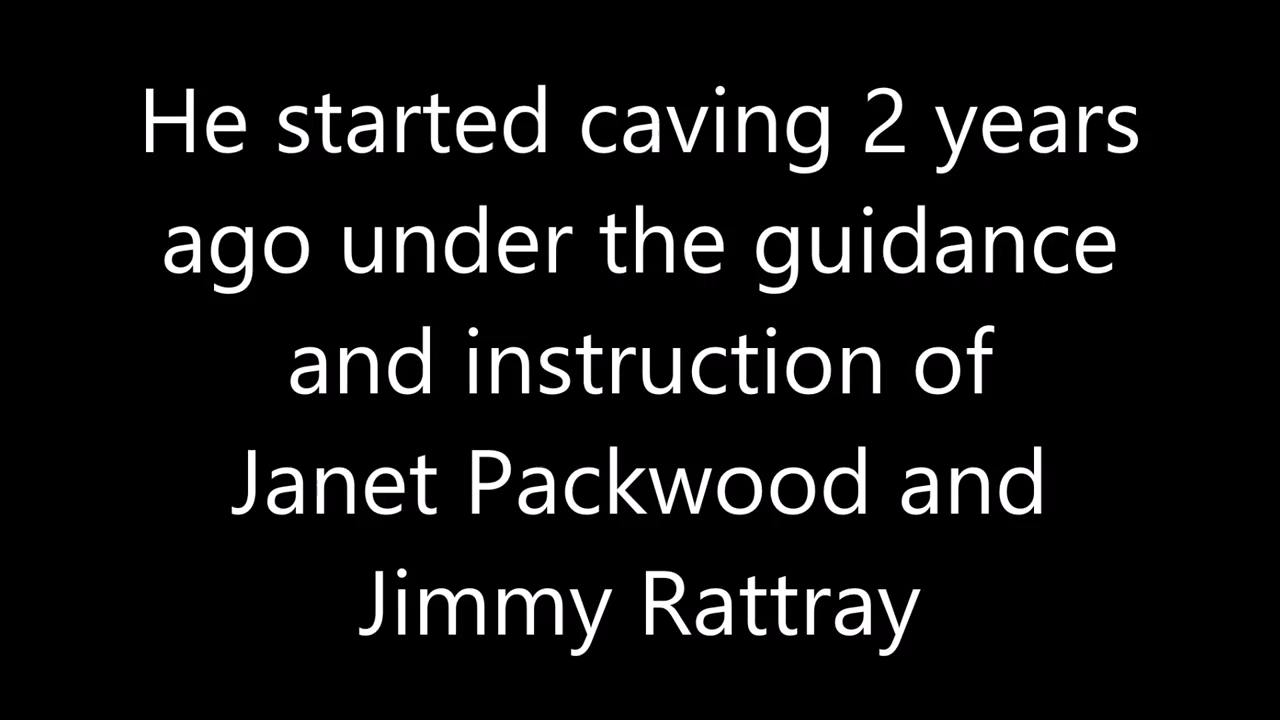 He started caving 2 years
ago under the guidance
and instruction of
Janet Packwood and
Jimmy Rattray